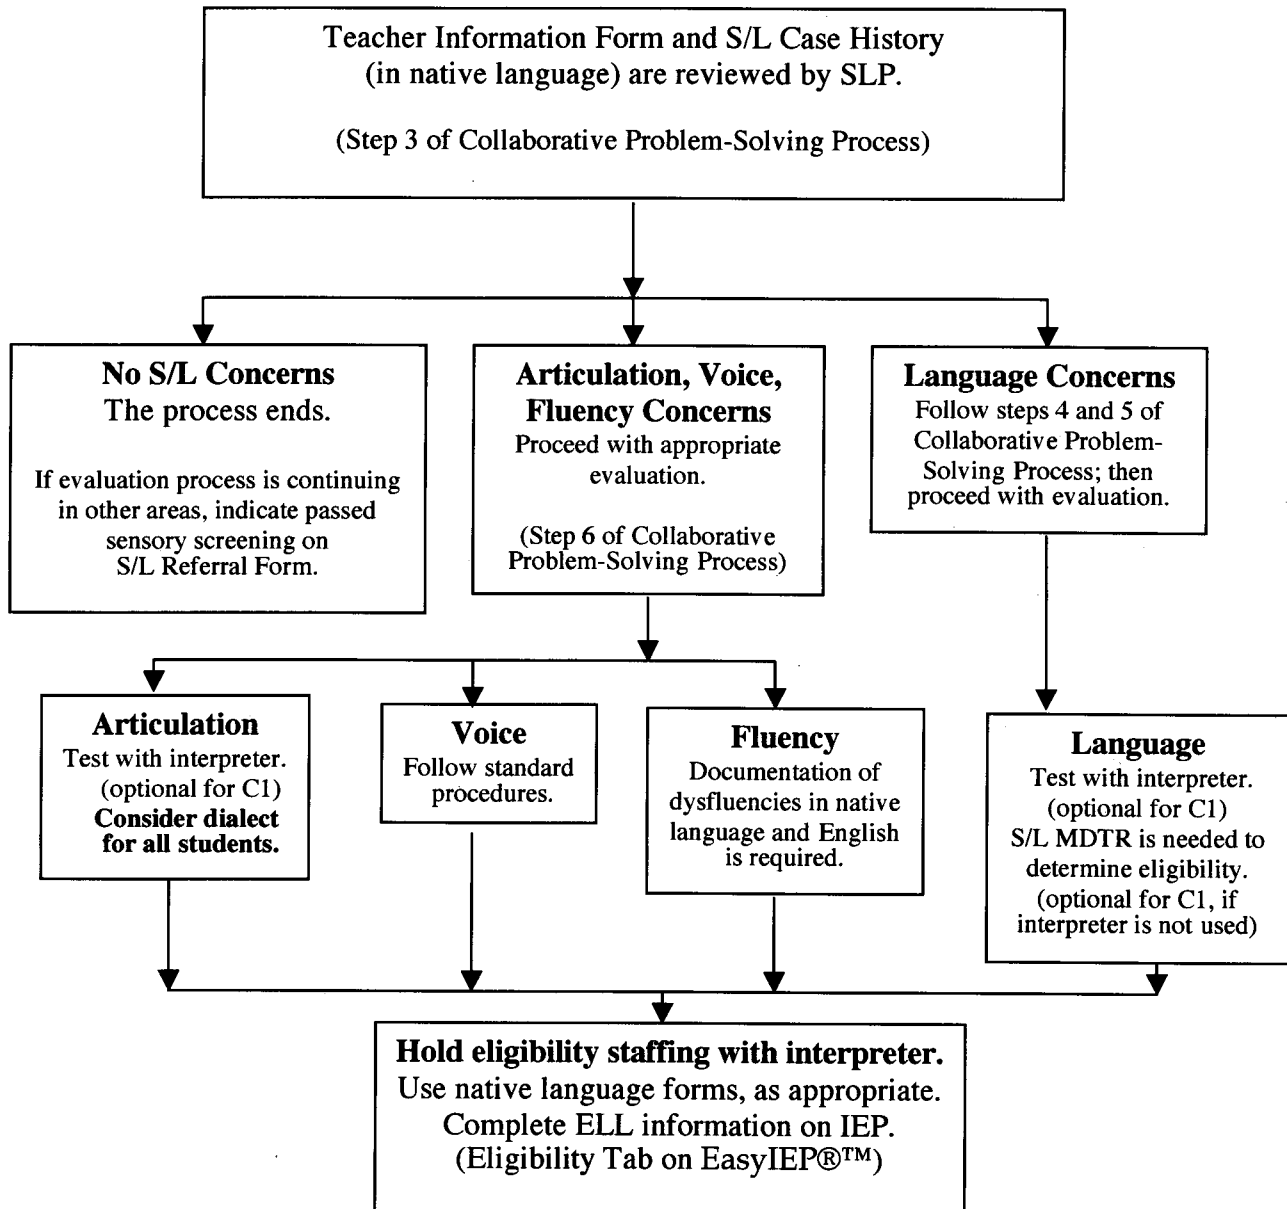 Teacher Information Form and S/L Case History
(in native language) are reviewed by SLP.
(Step 3 of Collaborative Problem-Solving Process)
No S/L Concerns
The process ends.
If evaluation process is continuing
in other areas, indicate passed
sensory screening on
S/L Referral Form.
Articulation, Voice,
Fluency Concerns
Proceed with appropriate
evaluation.
(Step 6 of Collaborative
Problem-Solving Process)
Language Concerns
Follow steps 4 and 5 of
Collaborative Problem-
Solving Process; then
proceed with evaluation.
Articulation
Test with interpreter.
(optional for C1)
Consider dialect
for all students.
Voice
Follow standard
procedures.
Fluency
Documentation of
dysfluencies in native
language and English
is required.
Language
Test with interpreter.
(optional for C1)
S/L MDTR is needed to
determine eligibility.
(optional for C1, if
interpreter is not used)
Hold eligibility staffing with interpreter.
Use native language forms, as appropriate.
Complete ELL information on IEP.
(Eligibility Tab on EasyIEP®™)